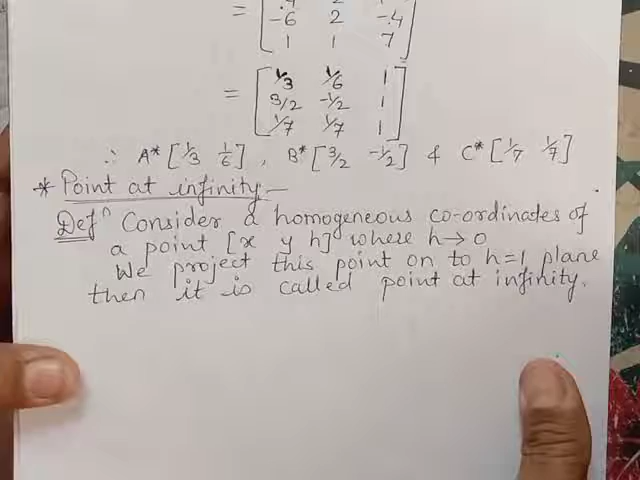 = [ -6 2 -4
1 1 7 ]
= [ 1/3 1/6 1
3/2 -1/2 1
1/7 1/7 1 ]
∴ A* [1/3 1/6] , B* [3/2 -1/2] & C* [1/7 1/7]
* Point at infinity —
Defⁿ Consider a homogeneous co-ordinates of
a point [x y h] where h→0
We project this point on to h=1 plane
then it is called point at infinity.